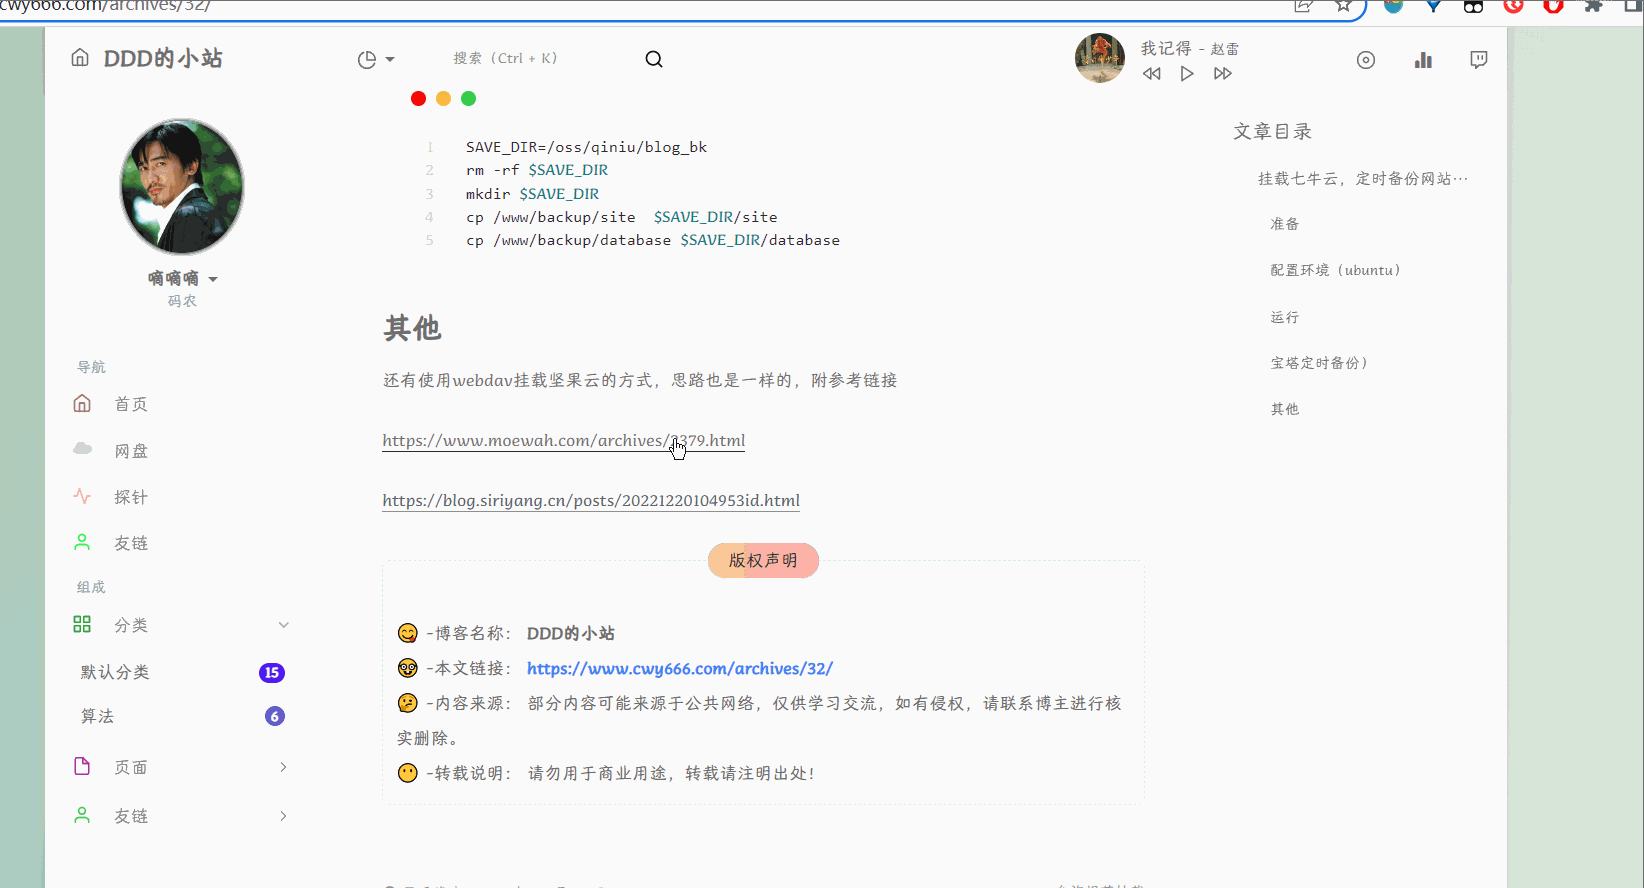 cwy666.com/archives/32/
DDD的小站
搜索（Ctrl + K）
我记得 - 赵雷
嘀嘀嘀
码农
导航
首页
网盘
探针
友链
组成
分类
默认分类 15
算法 6
页面
友链
1 SAVE_DIR=/oss/qiniu/blog_bk
2 rm -rf $SAVE_DIR
3 mkdir $SAVE_DIR
4 cp /www/backup/site $SAVE_DIR/site
5 cp /www/backup/database $SAVE_DIR/database
其他
还有使用webdav挂载坚果云的方式，思路也是一样的，附参考链接
https://www.moewah.com/archives/2379.html
https://blog.siriyang.cn/posts/20221220104953id.html
版权声明
-博客名称： DDD的小站
-本文链接： https://www.cwy666.com/archives/32/
-内容来源： 部分内容可能来源于公共网络，仅供学习交流，如有侵权，请联系博主进行核
实删除。
-转载说明： 请勿用于商业用途，转载请注明出处！
文章目录
挂载七牛云，定时备份网站…
准备
配置环境（ubuntu）
运行
宝塔定时备份）
其他